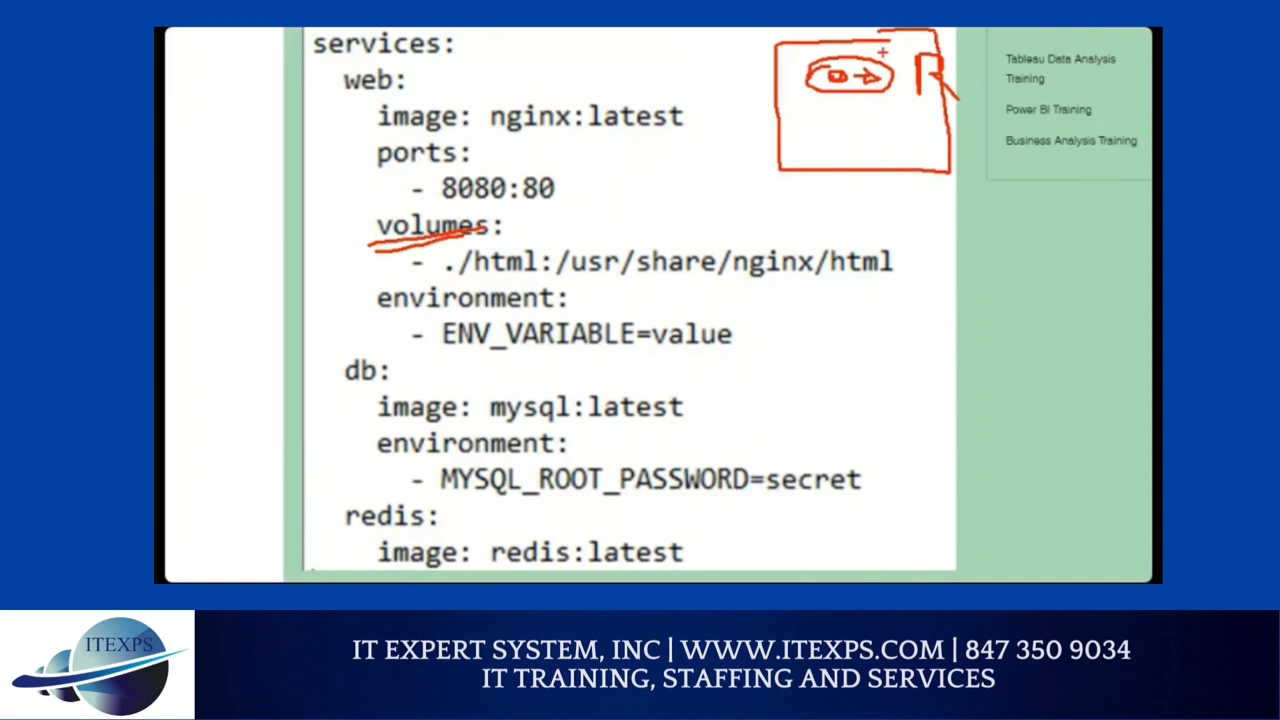 services:
web:
image: nginx:latest
ports:
- 8080:80
volumes:
- ./html:/usr/share/nginx/html
environment:
- ENV_VARIABLE=value
db:
image: mysql:latest
environment:
- MYSQL_ROOT_PASSWORD=secret
redis:
image: redis:latest
Tableau Data Analysis
Training
Power BI Training
Business Analysis Training
ITEXPS
IT EXPERT SYSTEM, INC | WWW.ITEXPS.COM | 847 350 9034
IT TRAINING, STAFFING AND SERVICES